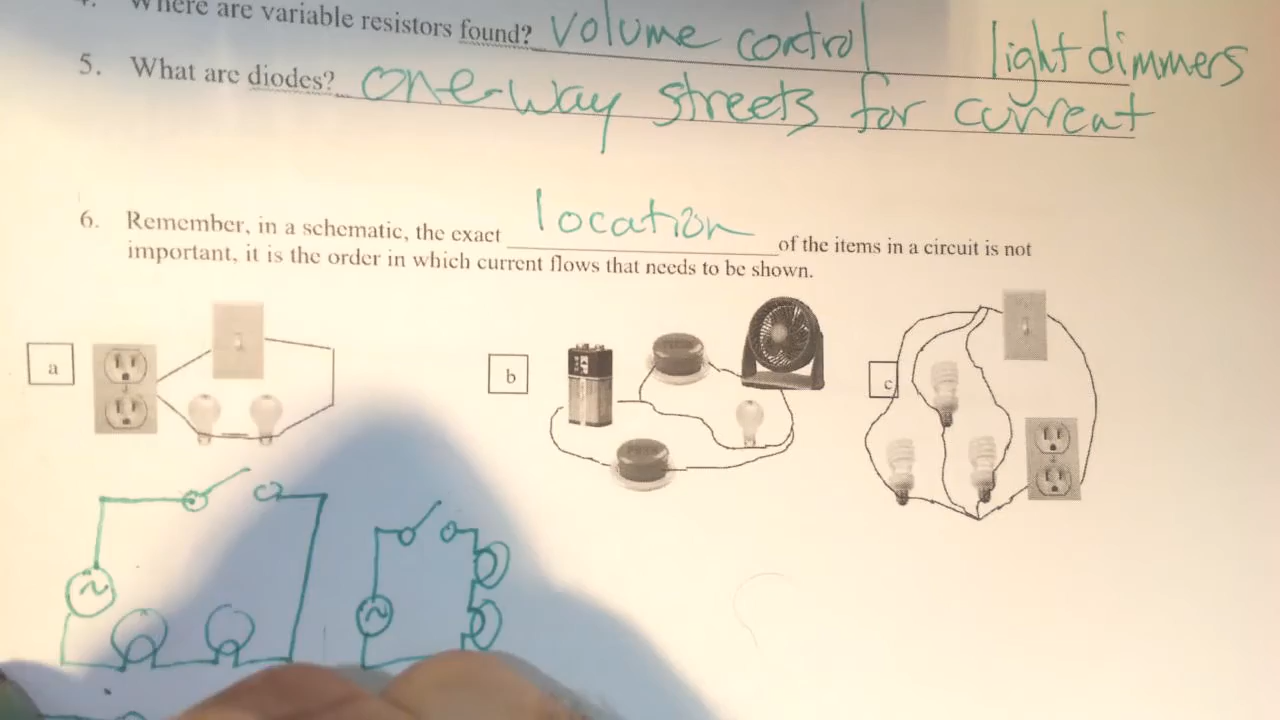 Where are variable resistors found? volume control light dimmers
5. What are diodes? one-way streets for current
6. Remember, in a schematic, the exact location of the items in a circuit is not
important, it is the order in which current flows that needs to be shown.
a b c